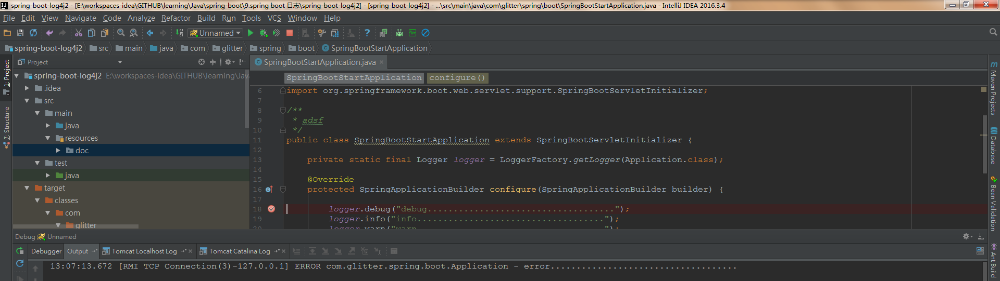 spring-boot-log4j2 - [E:\workspaces-idea\GITHUB\learning\Java\spring-boot\9.spring boot 日志\spring-boot-log4j2] - [spring-boot-log4j2] - ...\src\main\java\com\glitter\spring\boot\SpringBootStartApplication.java - IntelliJ IDEA 2016.3.4
File Edit View Navigate Code Analyze Refactor Build Run Tools VCS Window Help
Unnamed
spring-boot-log4j2 src main java com glitter spring boot SpringBootStartApplication
Project
SpringBootStartApplication.java
1: Project
7: Structure
spring-boot-log4j2 E:\workspaces-idea\GITHUB\learning\Jav
.idea
src
main
java
resources
doc
test
java
target
classes
com
glitter
SpringBootStartApplication configure()
6 import org.springframework.boot.web.servlet.support.SpringBootServletInitializer;
7
8 /**
9 * adsf
10 */
11 public class SpringBootStartApplication extends SpringBootServletInitializer {
12
13 private static final Logger logger = LoggerFactory.getLogger(Application.class);
14
15 @Override
16 protected SpringApplicationBuilder configure(SpringApplicationBuilder builder) {
17
18 logger.debug("debug....................................");
19 logger.info("info....................................");
20 logger.warn("warn....................................");
Maven Projects
Database
Bean Validation
Ant Build
Debug Unnamed
Debugger Output Tomcat Localhost Log Tomcat Catalina Log
13:07:13.672 [RMI TCP Connection(3)-127.0.0.1] ERROR com.glitter.spring.boot.Application - error....................................